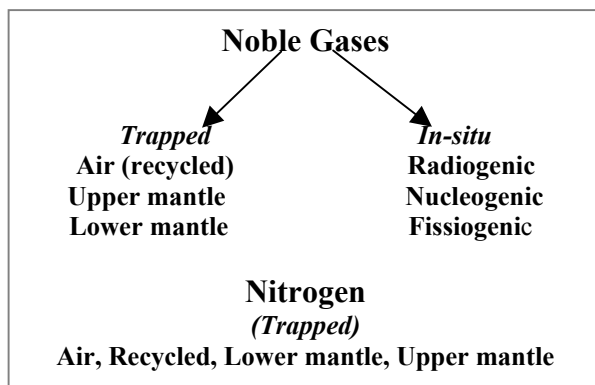 Noble Gases
Trapped In-situ
Air (recycled) Radiogenic
Upper mantle Nucleogenic
Lower mantle Fissiogenic
Nitrogen
(Trapped)
Air, Recycled, Lower mantle, Upper mantle